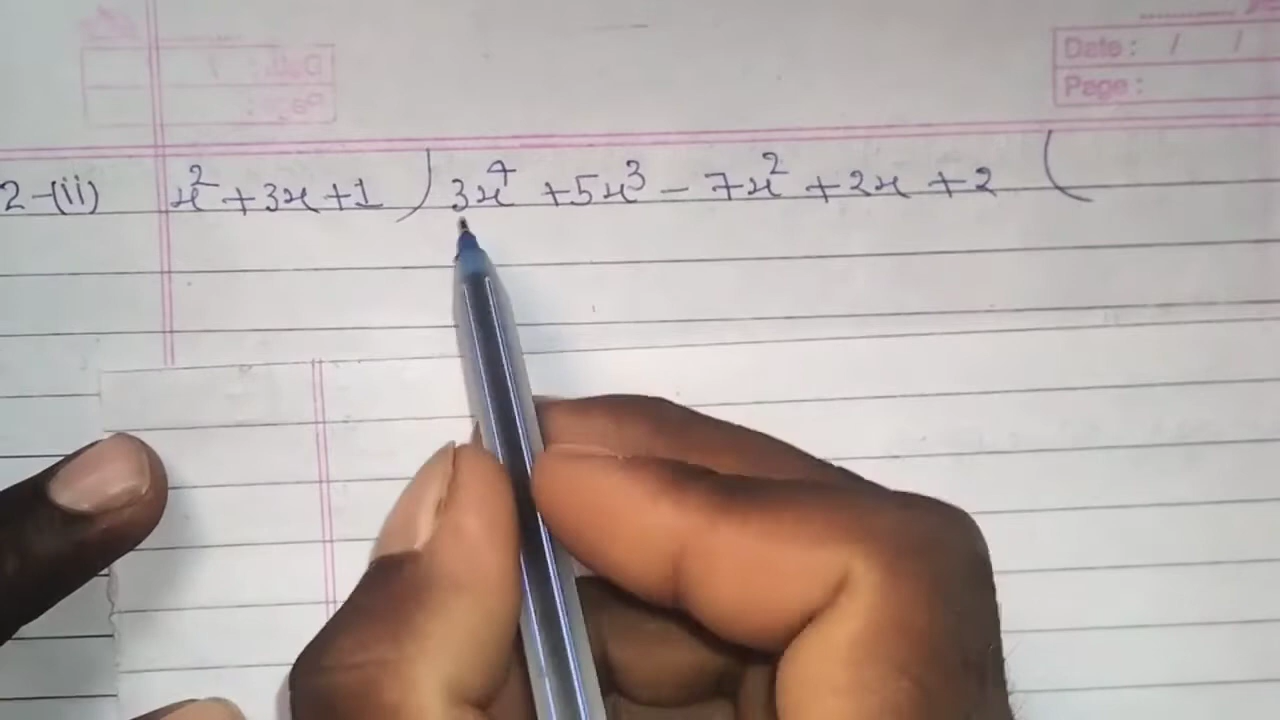 Date : / /
Page :
2-(ii) x² + 3x + 1 ) 3x⁴ + 5x³ - 7x² + 2x + 2 (